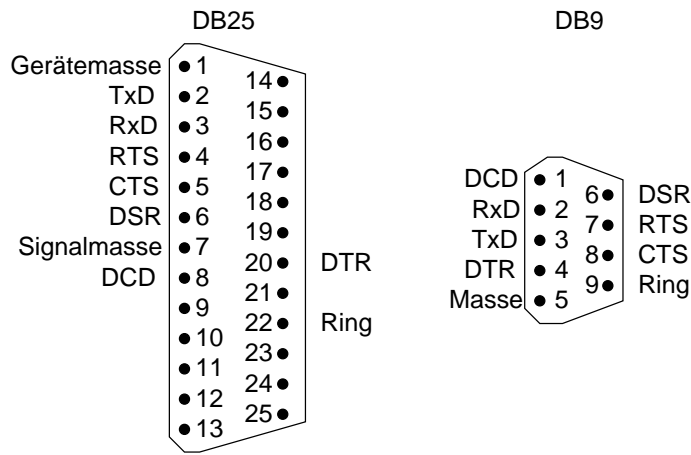 DB25
DB9
Gerätemasse 1
14
TxD 2
15
RxD 3
16
RTS 4
17
CTS 5
18
DSR 6
19
Signalmasse 7
20 DTR
DCD 8
21
9
22 Ring
10
23
11
24
12
25
13
DCD 1
6 DSR
RxD 2
7 RTS
TxD 3
8 CTS
DTR 4
9 Ring
Masse 5